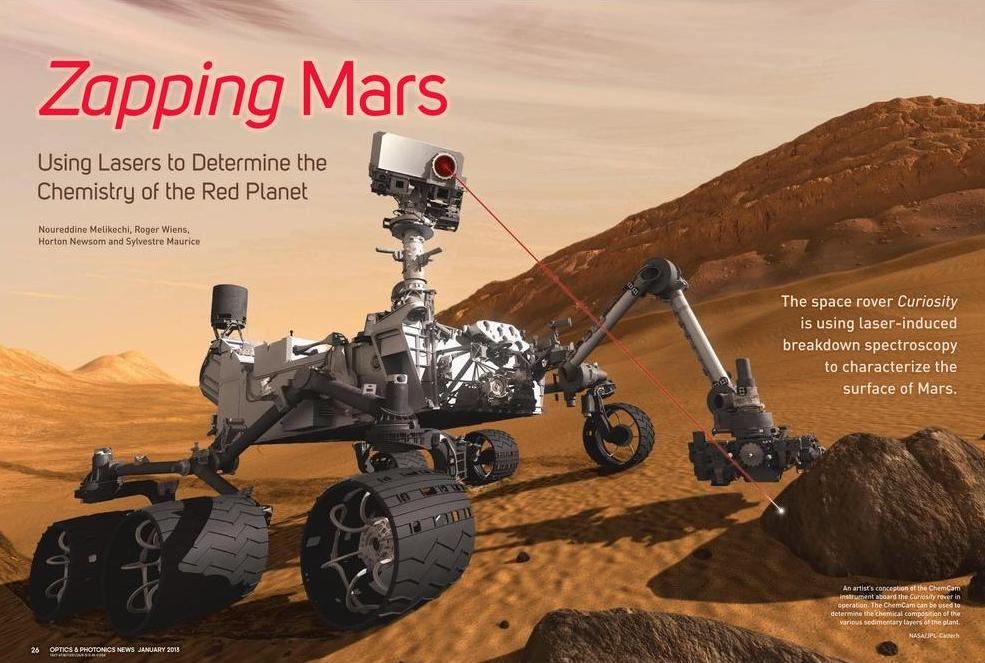 Zapping Mars
Using Lasers to Determine the
Chemistry of the Red Planet
Noureddine Melikechi, Roger Wiens,
Horton Newsom and Sylvestre Maurice
The space rover Curiosity
is using laser-induced
breakdown spectroscopy
to characterize the
surface of Mars.
An artist's conception of the ChemCam
instrument aboard the Curiosity rover in
operation. The ChemCam can be used to
determine the chemical composition of the
various sedimentary layers of the plant.
NASA/JPL-Caltech
26 OPTICS & PHOTONICS NEWS JANUARY 2013